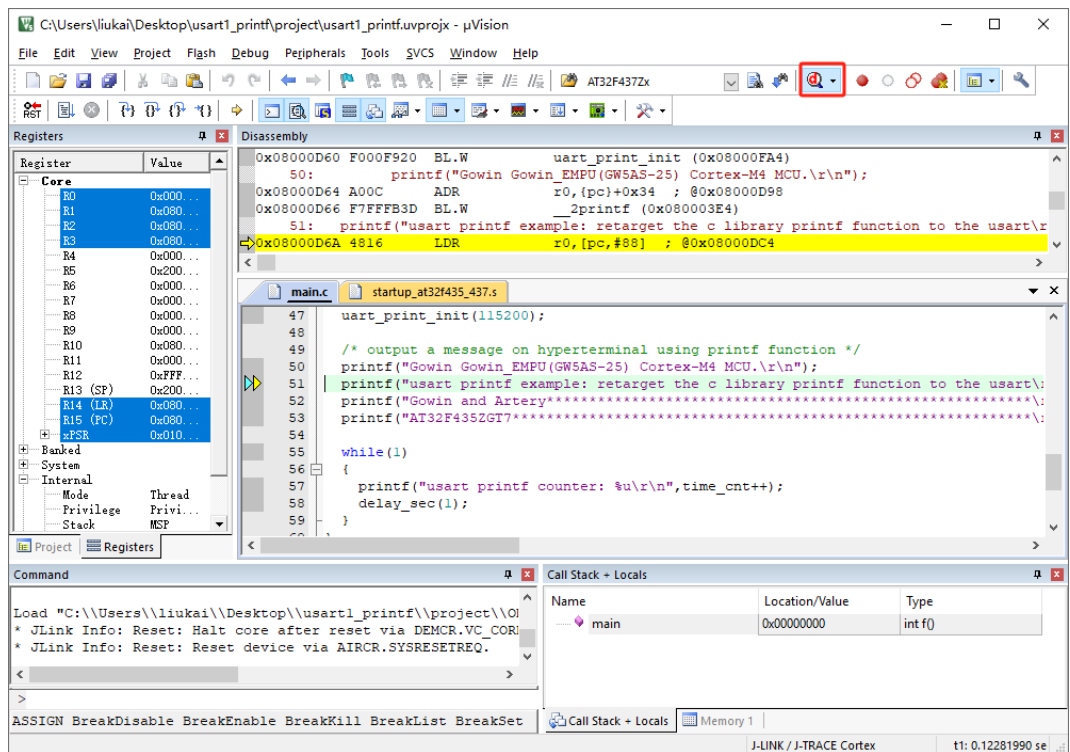 C:\Users\liukai\Desktop\usart1_printf\project\usart1_printf.uvprojx - µVision
File Edit View Project Flash Debug Peripherals Tools SVCS Window Help
AT32F437Zx
RST
Registers
Register Value
Core
R0 0x000...
R1 0x080...
R2 0x080...
R3 0x080...
R4 0x000...
R5 0x200...
R6 0x000...
R7 0x000...
R8 0x000...
R9 0x000...
R10 0x080...
R11 0x000...
R12 0xFFF...
R13 (SP) 0x200...
R14 (LR) 0x080...
R15 (PC) 0x080...
xPSR 0x010...
Banked
System
Internal
Mode Thread
Privilege Privi...
Stack MSP
Project Registers
Disassembly
0x08000D60 F000F920 BL.W uart_print_init (0x08000FA4)
50: printf("Gowin Gowin_EMPU(GW5AS-25) Cortex-M4 MCU.\r\n");
0x08000D64 A00C ADR r0,{pc}+0x34 ; @0x08000D98
0x08000D66 F7FFFB3D BL.W __2printf (0x080003E4)
51: printf("usart printf example: retarget the c library printf function to the usart\r
0x08000D6A 4816 LDR r0,[pc,#88] ; @0x08000DC4
main.c startup_at32f435_437.s
47 uart_print_init(115200);
48
49 /* output a message on hyperterminal using printf function */
50 printf("Gowin Gowin_EMPU(GW5AS-25) Cortex-M4 MCU.\r\n");
51 printf("usart printf example: retarget the c library printf function to the usart\
52 printf("Gowin and Artery************************************************************\
53 printf("AT32F435ZGT7****************************************************************\
54
55 while(1)
56 {
57 printf("usart printf counter: %u\r\n",time_cnt++);
58 delay_sec(1);
59 }
Command
Load "C:\\Users\\liukai\\Desktop\\usart1_printf\\project\\
* JLink Info: Reset: Halt core after reset via DEMCR.
* JLink Info: Reset: Reset device via AIRCR.SYSRESETREQ.
>
ASSIGN BreakDisable BreakEnable BreakKill BreakList BreakSet
Call Stack + Locals
Name Location/Value Type
main 0x00000000 int f()
Call Stack + Locals Memory 1
J-LINK / J-TRACE Cortex t1: 0.12281990 se